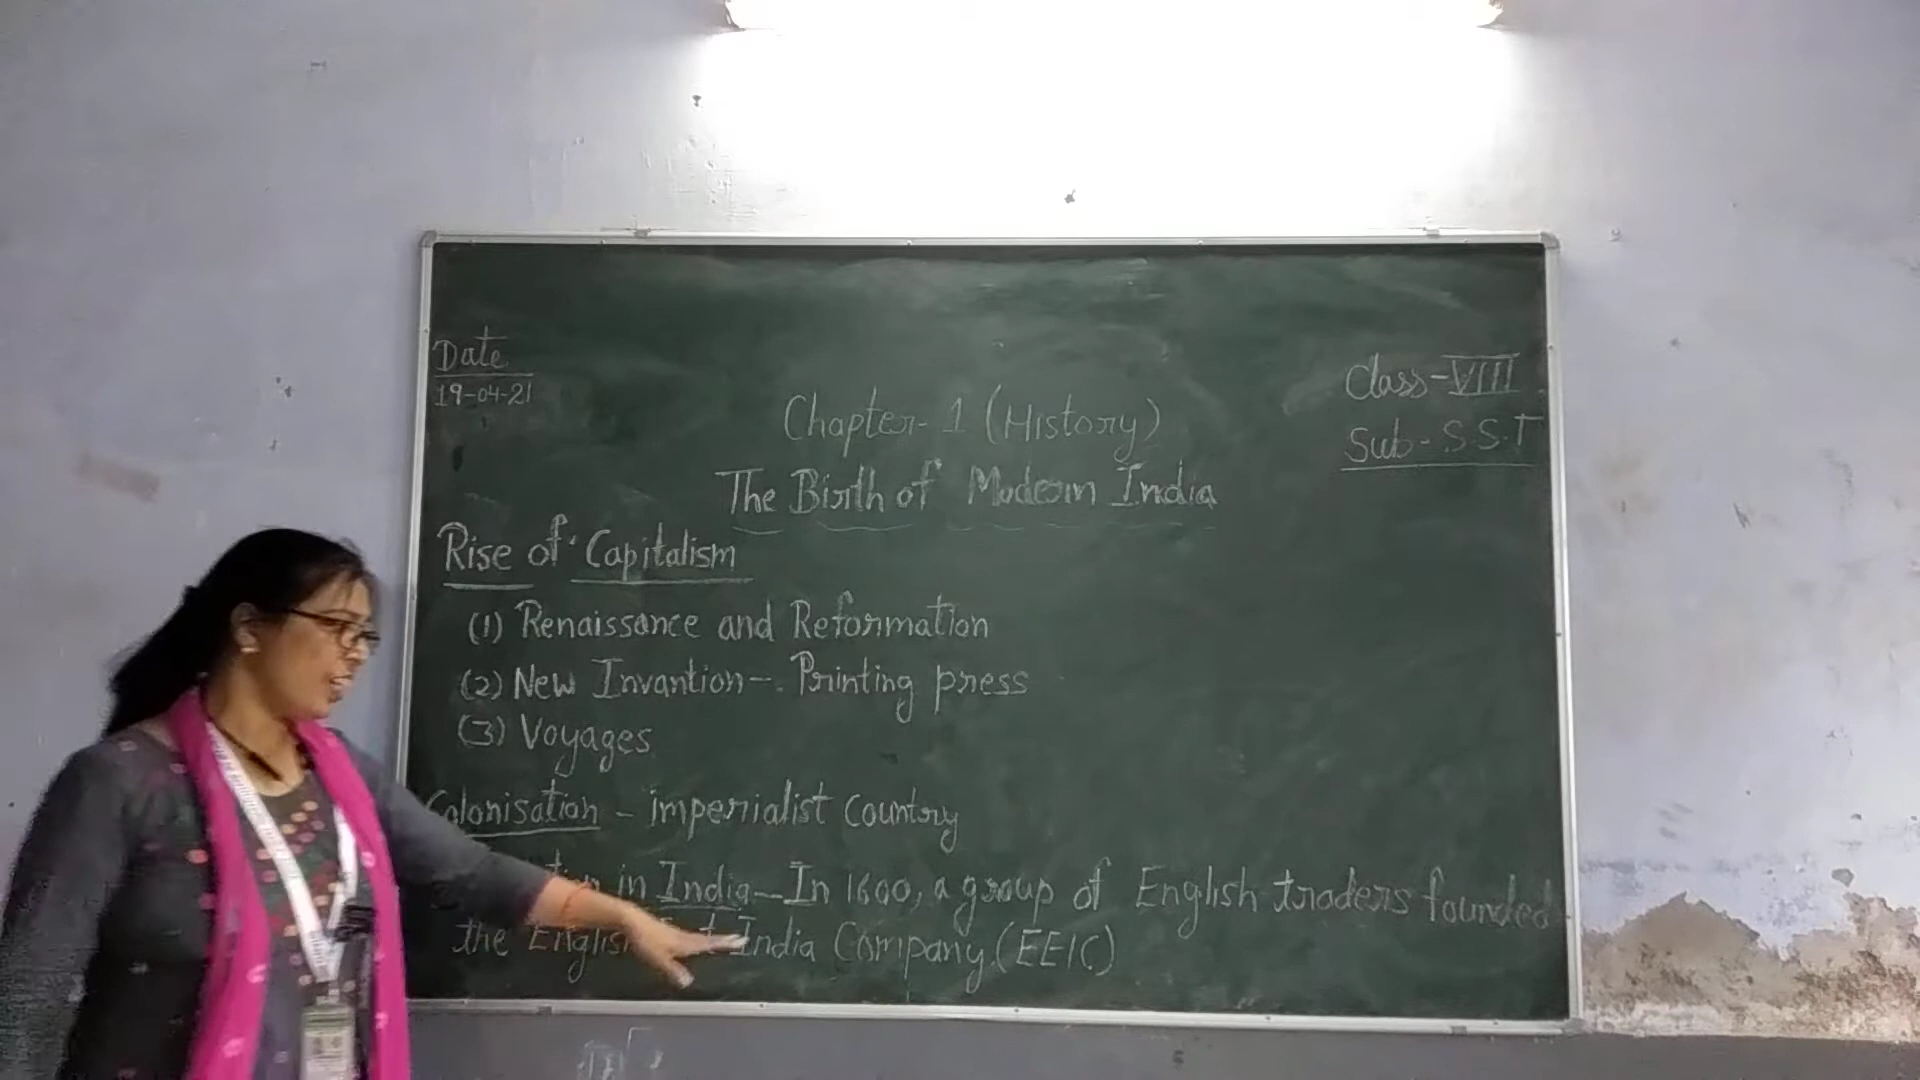 Date
19-04-21
Class-VIII
Sub-S.S.T
Chapter-1 (History)
The Birth of Modern India
Rise of Capitalism
(1) Renaissance and Reformation
(2) New Invantion-. Printing press
(3) Voyages
Colonisation - imperialist Country
in India-In 1600, a group of English traders founded
the English India Company.(EEIC)